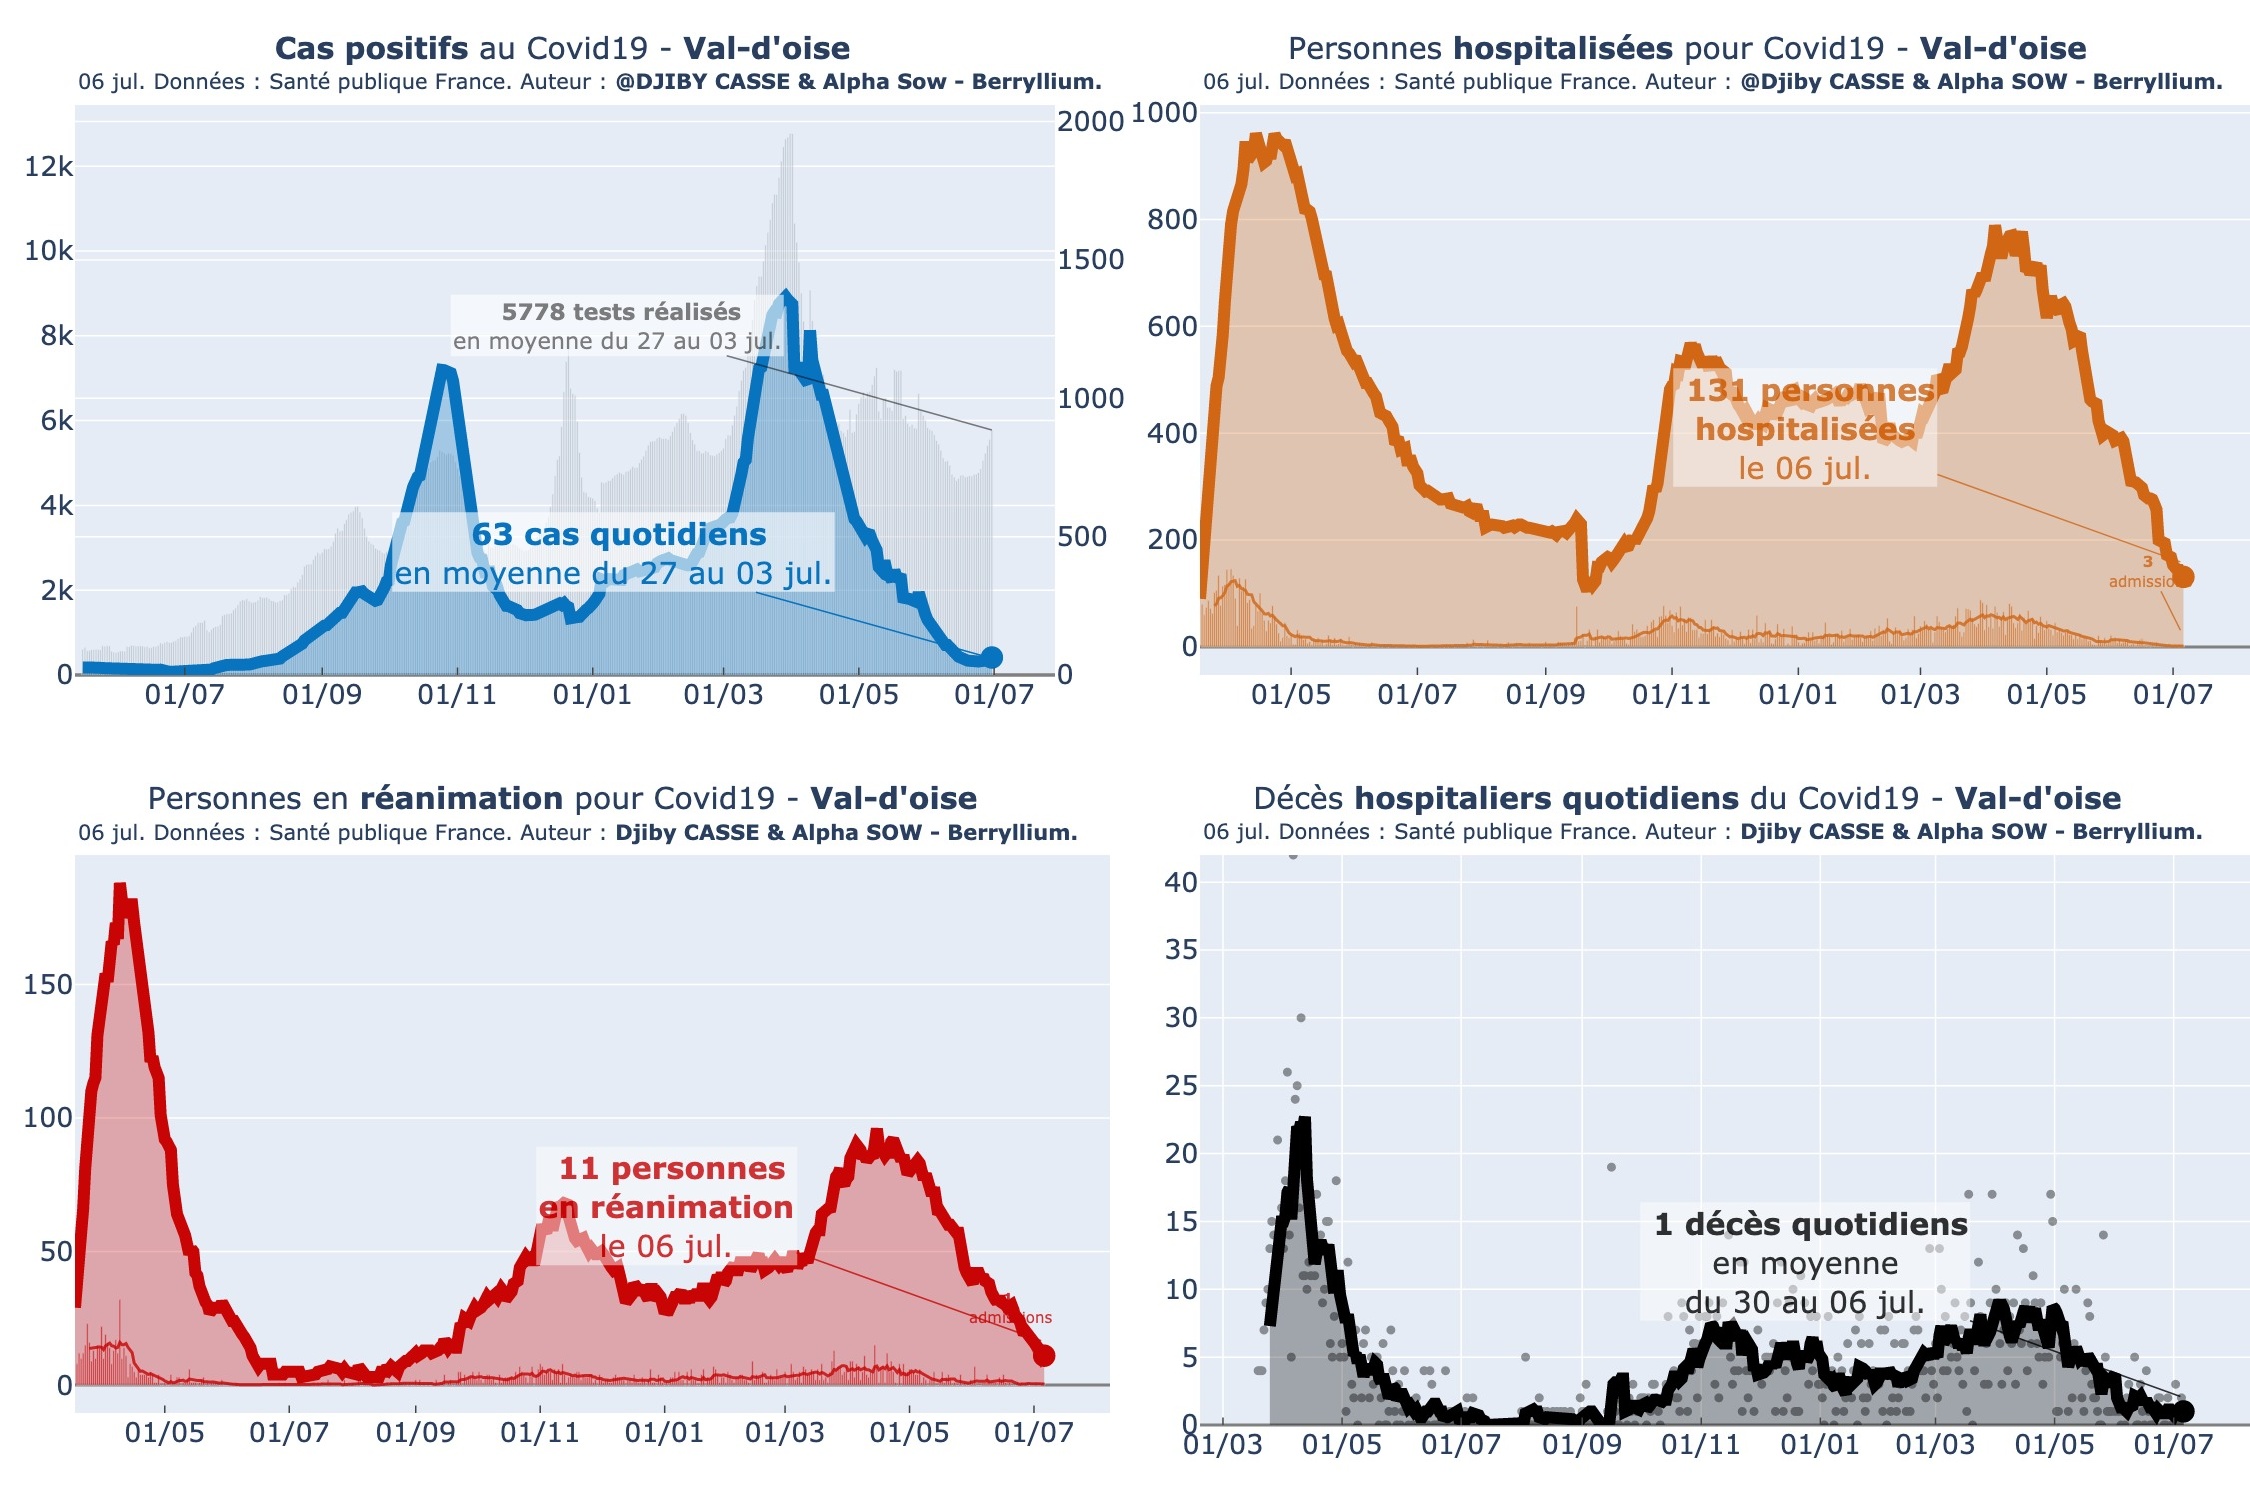 Cas positifs au Covid19 - Val-d'oise
06 jul. Données : Santé publique France. Auteur : @DJIBY CASSE & Alpha Sow - Berryllium.
12k
10k
8k
6k
4k
2k
0
2000
1500
1000
500
0
5778 tests réalisés
en moyenne du 27 au 03 jul.
63 cas quotidiens
en moyenne du 27 au 03 jul.
01/07 01/09 01/11 01/01 01/03 01/05 01/07
Personnes hospitalisées pour Covid19 - Val-d'oise
06 jul. Données : Santé publique France. Auteur : @Djiby CASSE & Alpha SOW - Berryllium.
1000
800
600
400
200
0
131 personnes
hospitalisées
le 06 jul.
3
01/05 01/07 01/09 01/11 01/01 01/03 01/05 01/07
Personnes en réanimation pour Covid19 - Val-d'oise
06 jul. Données : Santé publique France. Auteur : Djiby CASSE & Alpha SOW - Berryllium.
150
100
50
0
11 personnes
en réanimation
le 06 jul.
admissions
01/05 01/07 01/09 01/11 01/01 01/03 01/05 01/07
Décès hospitaliers quotidiens du Covid19 - Val-d'oise
06 jul. Données : Santé publique France. Auteur : Djiby CASSE & Alpha SOW - Berryllium.
40
35
30
25
20
15
10
5
0
1 décès quotidiens
en moyenne
du 30 au 06 jul.
01/03 01/05 01/07 01/09 01/11 01/01 01/03 01/05 01/07